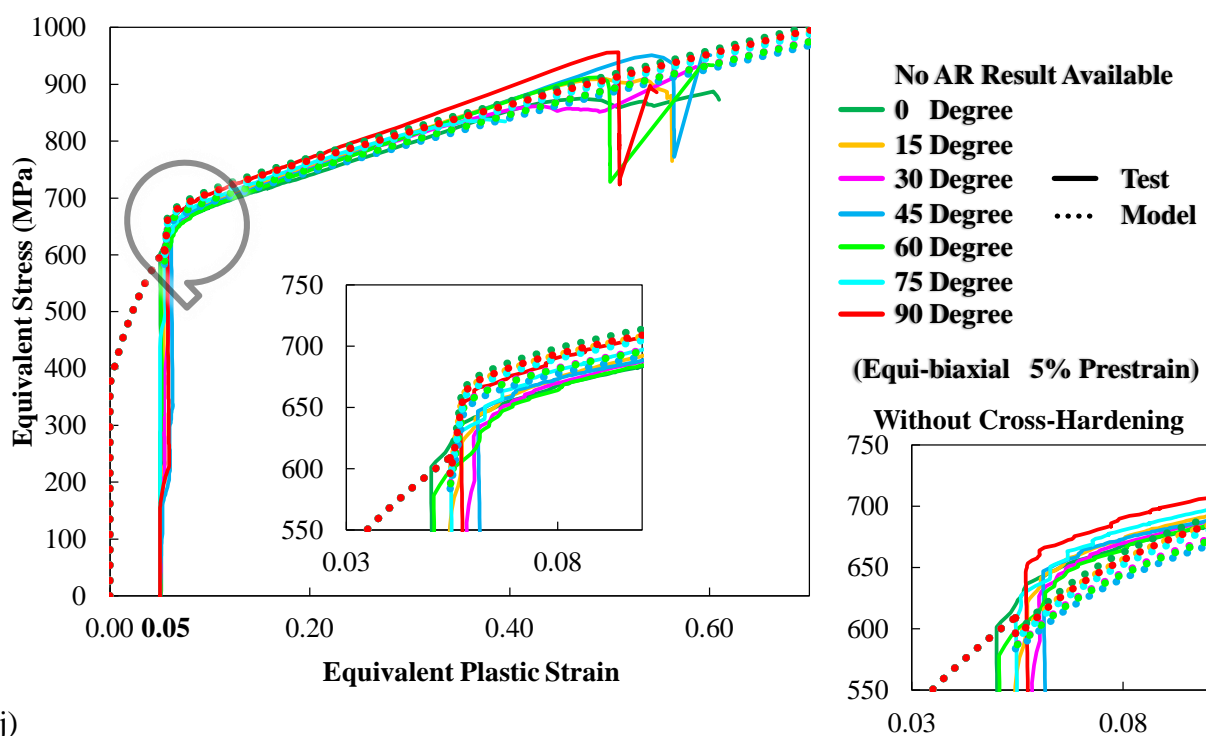 1000
900
800
700
600
500
400
300
200
100
0
Equivalent Stress (MPa)
0.00 0.05 0.20 0.40 0.60
Equivalent Plastic Strain
750
700
650
600
550
0.03 0.08
No AR Result Available
0 Degree
15 Degree
30 Degree
45 Degree
60 Degree
75 Degree
90 Degree
Test
Model
(Equi-biaxial 5% Prestrain)
Without Cross-Hardening
750
700
650
600
550
0.03 0.08
j)